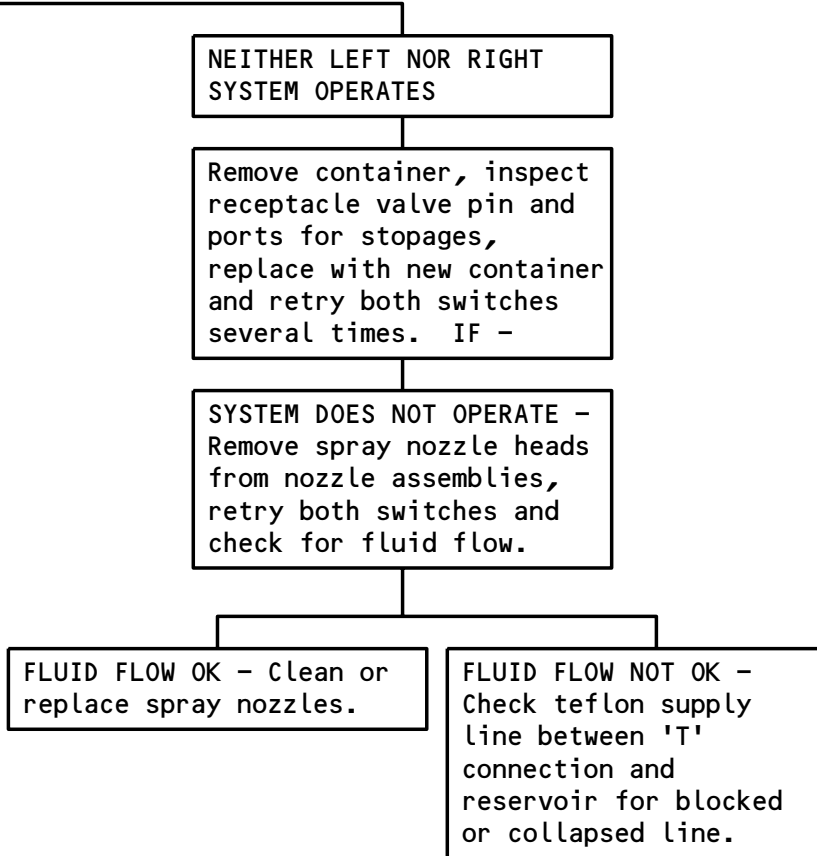 NEITHER LEFT NOR RIGHT
SYSTEM OPERATES
Remove container, inspect
receptacle valve pin and
ports for stopages,
replace with new container
and retry both switches
several times.  IF –
SYSTEM DOES NOT OPERATE –
Remove spray nozzle heads
from nozzle assemblies,
retry both switches and
check for fluid flow.
FLUID FLOW OK – Clean or
replace spray nozzles.
FLUID FLOW NOT OK –
Check teflon supply
line between 'T'
connection and
reservoir for blocked
or collapsed line.